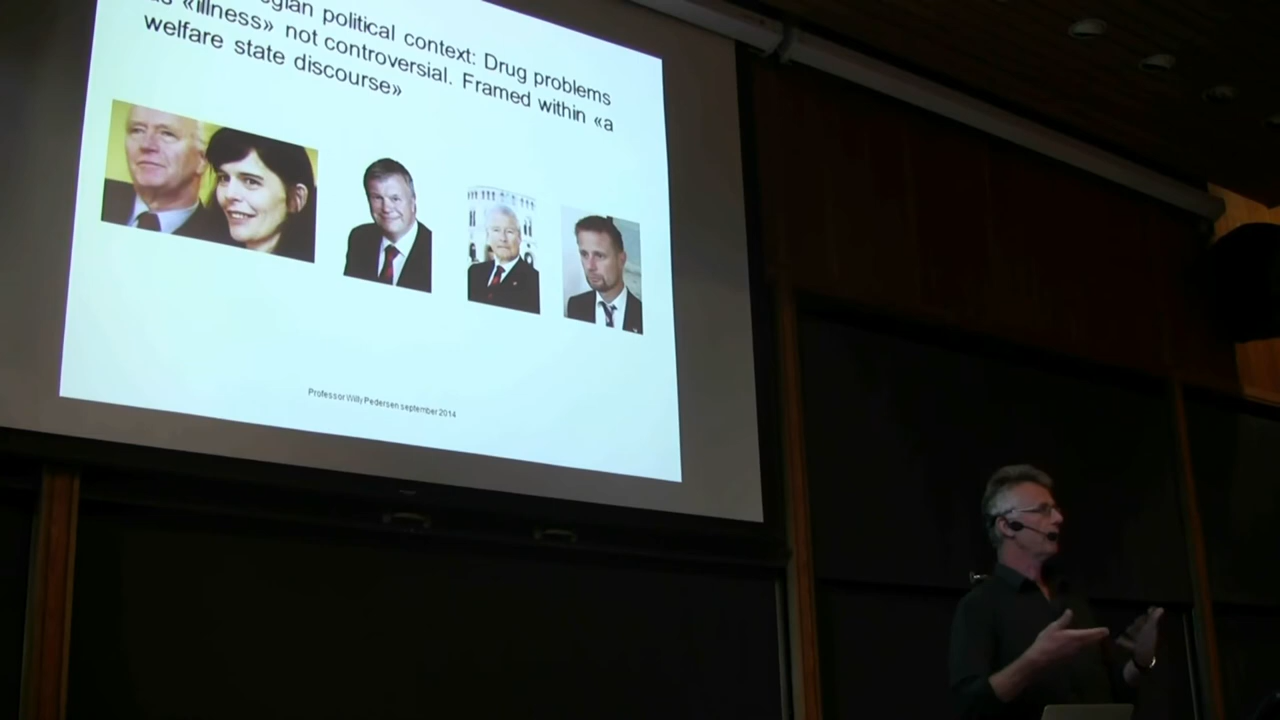 political context: Drug problems
«illness» not controversial. Framed within «a
welfare state discourse»
Professor Willy Pedersen september 2014